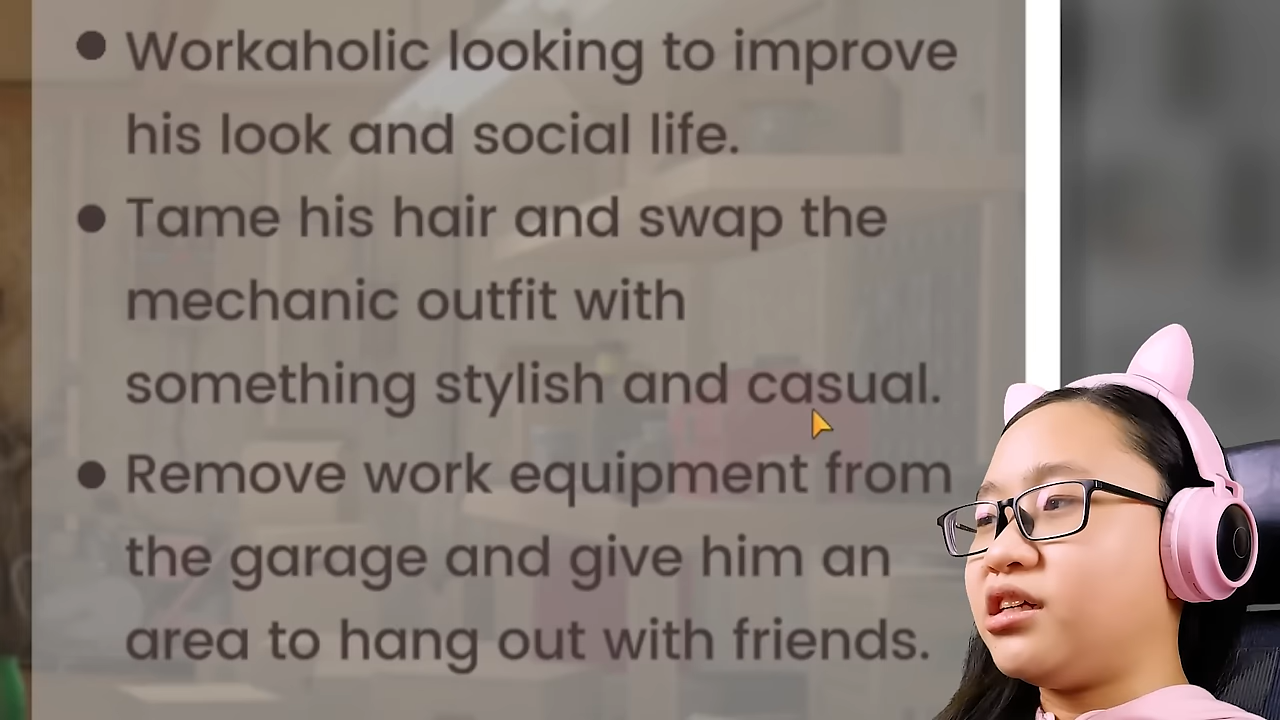 ● Workaholic looking to improve
his look and social life.
● Tame his hair and swap the
mechanic outfit with
something stylish and casual.
● Remove work equipment from
the garage and give him an
area to hang out with friends.